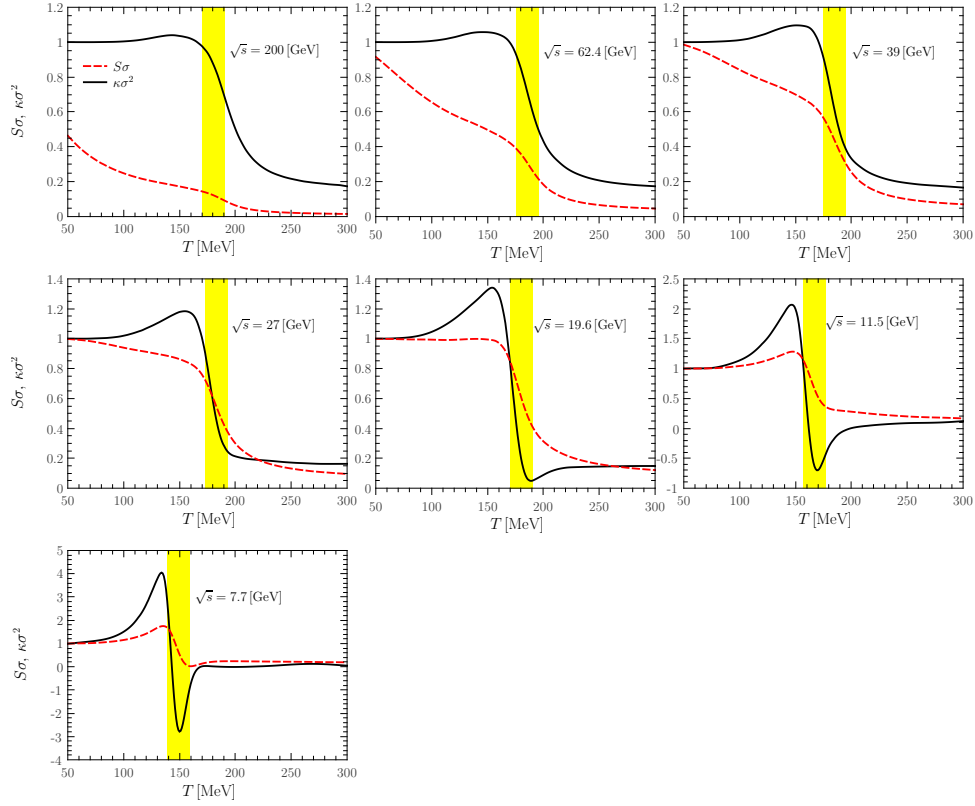 1.2
1
0.8
0.6
0.4
0.2
0
Sσ, κσ²
√s = 200 [GeV]
Sσ
κσ²
50 100 150 200 250 300
T [MeV]
1.2
1
0.8
0.6
0.4
0.2
0
√s = 62.4 [GeV]
50 100 150 200 250 300
T [MeV]
1.2
1
0.8
0.6
0.4
0.2
0
√s = 39 [GeV]
50 100 150 200 250 300
T [MeV]
1.4
1.2
1
0.8
0.6
0.4
0.2
0
Sσ, κσ²
√s = 27 [GeV]
50 100 150 200 250 300
T [MeV]
1.4
1.2
1
0.8
0.6
0.4
0.2
0
√s = 19.6 [GeV]
50 100 150 200 250 300
T [MeV]
2.5
2
1.5
1
0.5
0
-0.5
-1
√s = 11.5 [GeV]
50 100 150 200 250 300
T [MeV]
5
4
3
2
1
0
-1
-2
-3
-4
Sσ, κσ²
√s = 7.7 [GeV]
50 100 150 200 250 300
T [MeV]